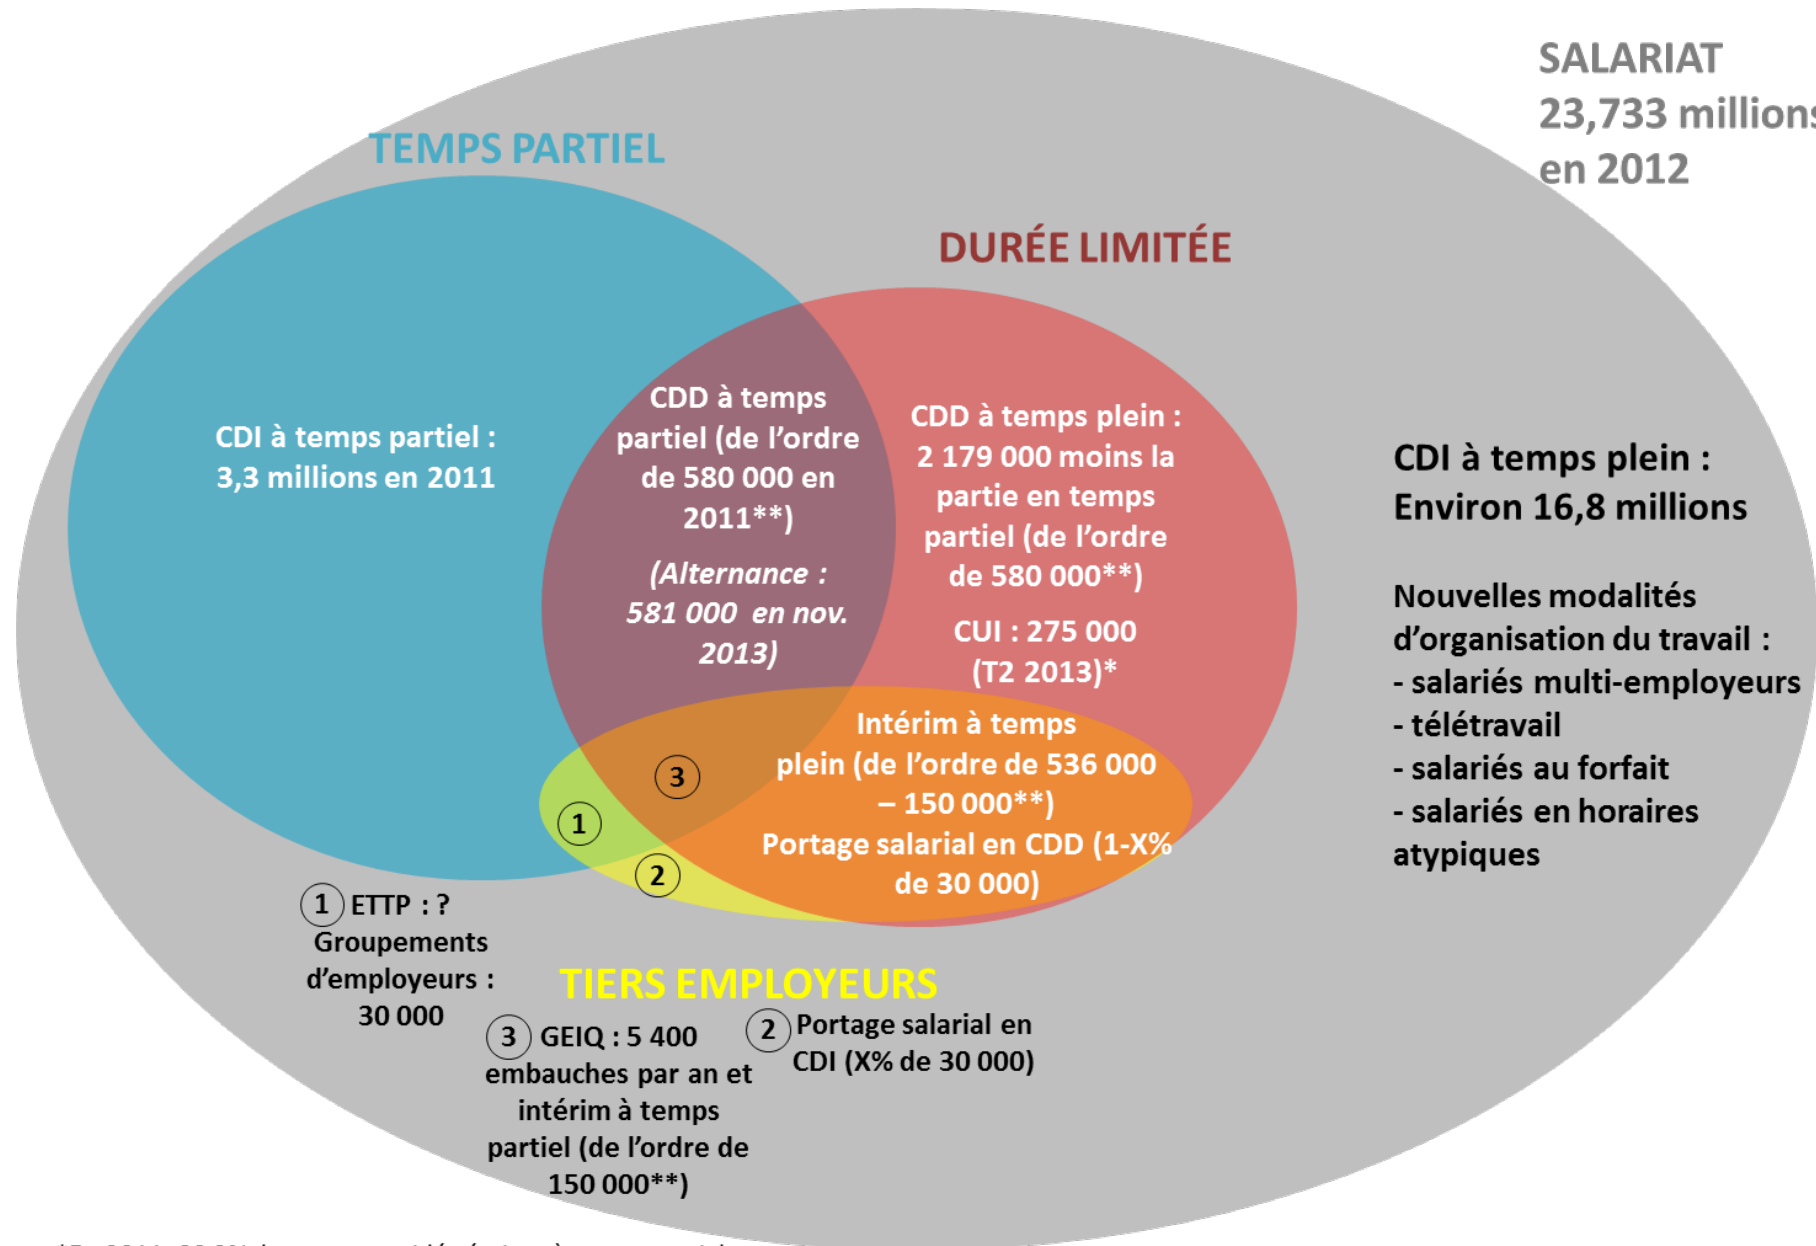 SALARIAT
23,733 millions
en 2012
TEMPS PARTIEL
DURÉE LIMITÉE
CDI à temps partiel :
3,3 millions en 2011
CDD à temps
partiel (de l’ordre
de 580 000 en
2011**)
(Alternance :
581 000 en nov.
2013)
CDD à temps plein :
2 179 000 moins la
partie en temps
partiel (de l’ordre
de 580 000**)
CUI : 275 000
(T2 2013)*
CDI à temps plein :
Environ 16,8 millions
Nouvelles modalités
d’organisation du travail :
- salariés multi-employeurs
- télétravail
- salariés au forfait
- salariés en horaires
atypiques
Intérim à temps
plein (de l’ordre de 536 000
– 150 000**)
Portage salarial en CDD (1-X%
de 30 000)
3
1
2
1 ETTP : ?
Groupements
d’employeurs :
30 000
TIERS EMPLOYEURS
3 GEIQ : 5 400
embauches par an et
intérim à temps
partiel (de l’ordre de
150 000**)
2 Portage salarial en
CDI (X% de 30 000)